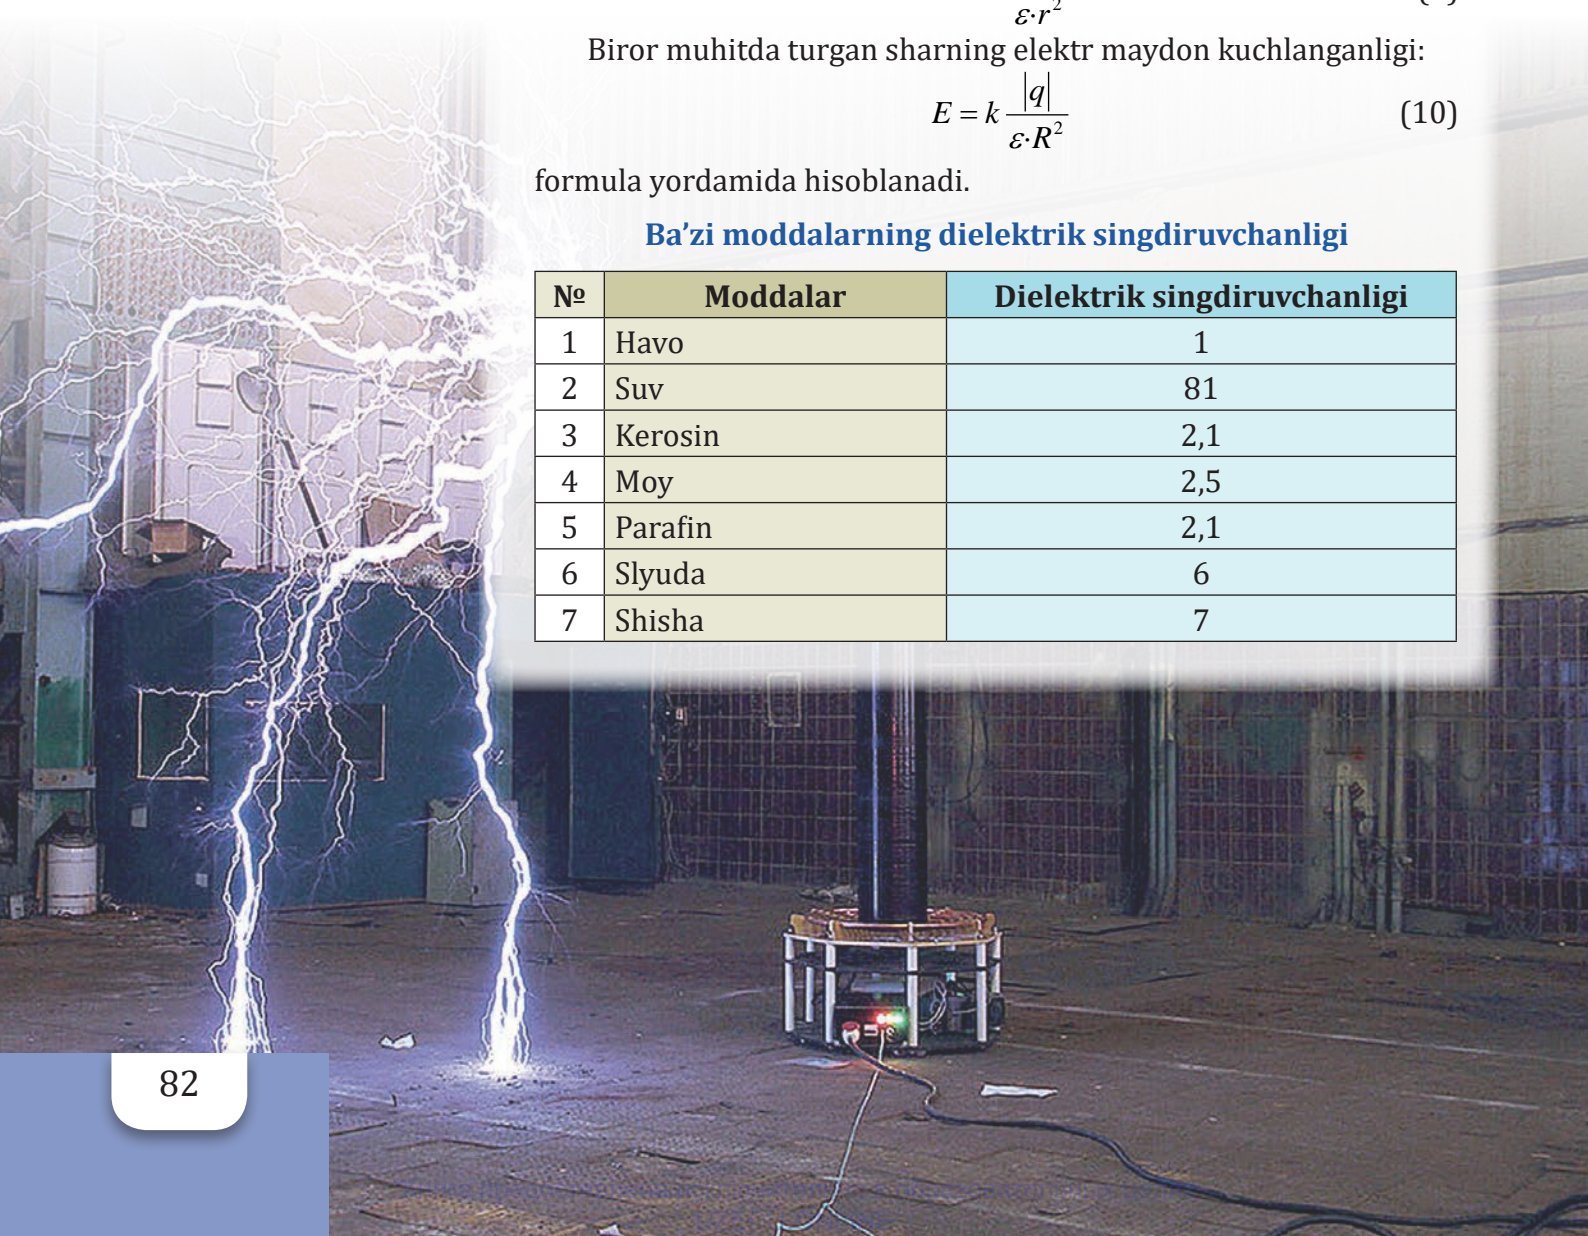 ε·r²
Biror muhitda turgan sharning elektr maydon kuchlanganligi:
E = k |q| / ε·R² (10)
formula yordamida hisoblanadi.
Ba’zi moddalarning dielektrik singdiruvchanligi
№ Moddalar Dielektrik singdiruvchanligi
1 Havo 1
2 Suv 81
3 Kerosin 2,1
4 Moy 2,5
5 Parafin 2,1
6 Slyuda 6
7 Shisha 7
82